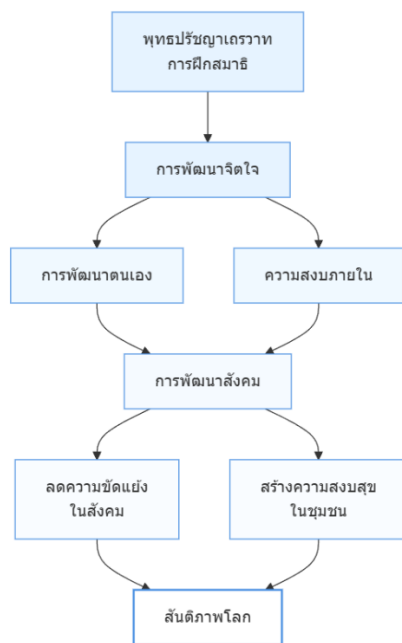 พุทธปรัชญาเถรวาท
การฝึกสมาธิ
การพัฒนาจิตใจ
การพัฒนาตนเอง
ความสงบภายใน
การพัฒนาสังคม
ลดความขัดแย้ง
ในสังคม
สร้างความสงบสุข
ในชุมชน
สันติภาพโลก